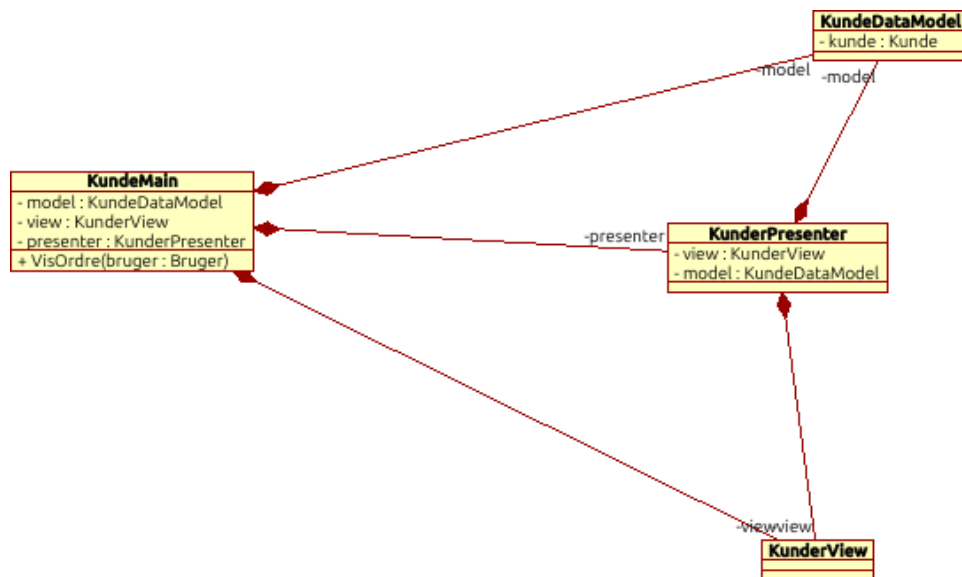 KundeDataModel
- kunde : Kunde
-model
-model
KundeMain
- model : KundeDataModel
- view : KunderView
- presenter : KunderPresenter
+ VisOrdre(bruger : Bruger)
-presenter
KunderPresenter
- view : KunderView
- model : KundeDataModel
-viewview
KunderView